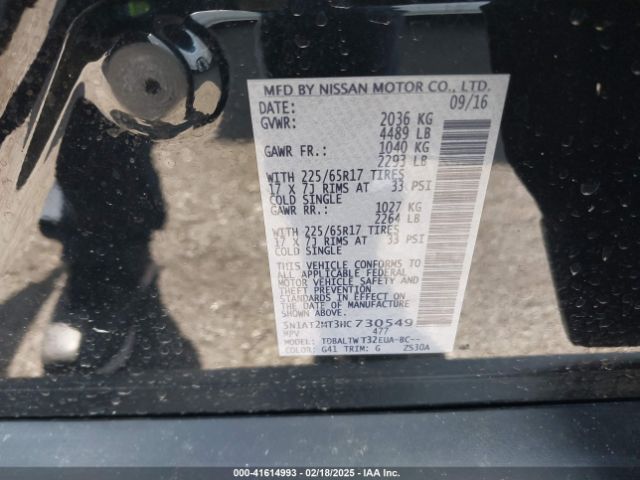 MFD BY NISSAN MOTOR CO., LTD.
DATE: 09/16
GVWR: 2036 KG
4489 LB
GAWR FR.: 1040 KG
2293 LB
WITH 225/65R17 TIRES
17 X 7J RIMS AT 33 PSI
COLD SINGLE
GAWR RR.: 1027 KG
2264 LB
WITH 225/65R17 TIRES
17 X 7J RIMS AT 33 PSI
COLD SINGLE
THIS VEHICLE CONFORMS TO
ALL APPLICABLE FEDERAL
MOTOR VEHICLE SAFETY AND
THEFT PREVENTION
STANDARDS IN EFFECT ON
THE DATE OF MANUFACTURE
SHOWN ABOVE.
5N1AT2MT3HC730549
MPV 477
MODEL: TDBALTWT32EUA-BC--
COLOR: G41 TRIM: G ZS30A
000-41614993 | 02/18/2025 | IAA Inc.